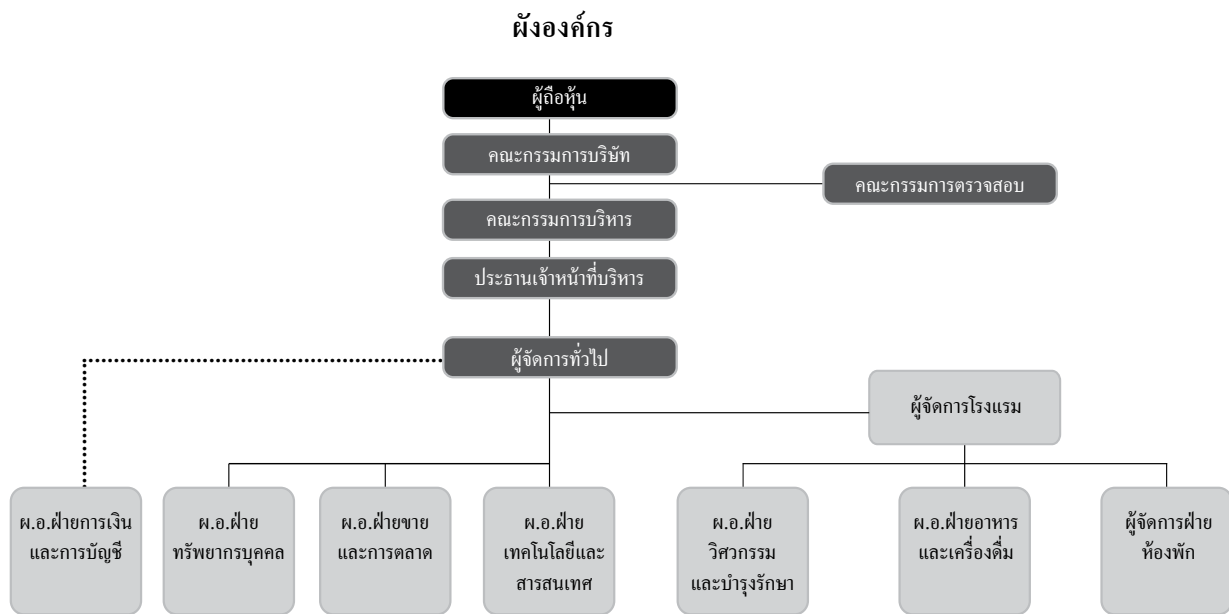 ผังองค์กร
ผู้ถือหุ้น
คณะกรรมการบริษัท
คณะกรรมการตรวจสอบ
คณะกรรมการบริหาร
ประธานเจ้าหน้าที่บริหาร
ผู้จัดการทั่วไป
ผู้จัดการโรงแรม
ผ.อ.ฝ่ายการเงิน
และการบัญชี
ผ.อ.ฝ่าย
ทรัพยากรบุคคล
ผ.อ.ฝ่ายขาย
และการตลาด
ผ.อ.ฝ่าย
เทคโนโลยีและ
สารสนเทศ
ผ.อ.ฝ่าย
วิศวกรรม
และบำรุงรักษา
ผ.อ.ฝ่ายอาหาร
และเครื่องดื่ม
ผู้จัดการฝ่าย
ห้องพัก